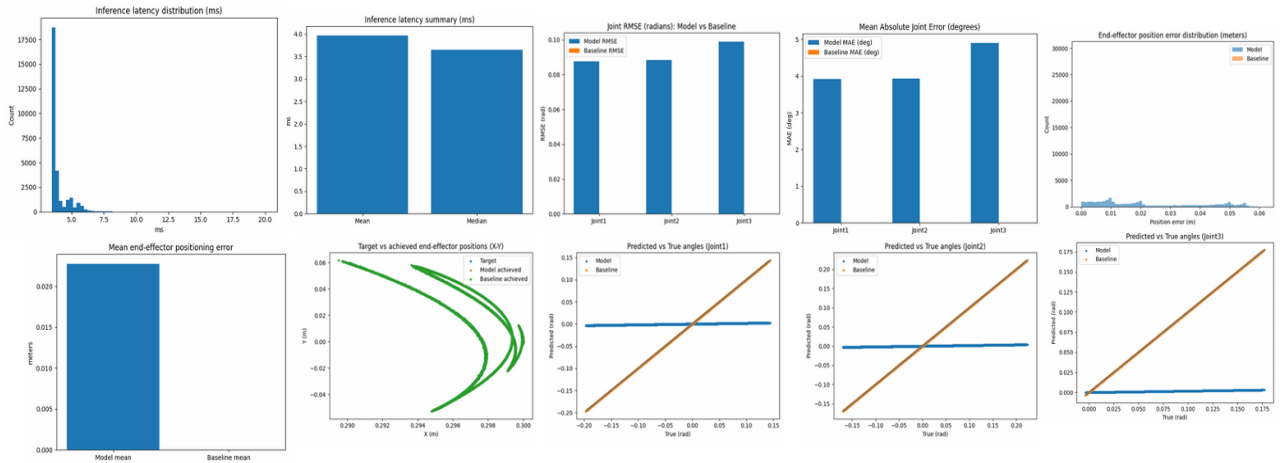 Inference latency distribution (ms)
17500
15000
12500
10000
7500
5000
2500
0
Count
5.0 7.5 10.0 12.5 15.0 17.5 20.0
ms
Inference latency summary (ms)
4.0
3.5
3.0
2.5
2.0
1.5
1.0
0.5
0.0
ms
Mean Median
Joint RMSE (radians): Model vs Baseline
Model RMSE
Baseline RMSE
0.10
0.08
0.06
0.04
0.02
0.00
RMSE (rad)
Joint1 Joint2 Joint3
Mean Absolute Joint Error (degrees)
Model MAE (deg)
Baseline MAE (deg)
5
4
3
2
1
0
MAE (deg)
Joint1 Joint2 Joint3
End-effector position error distribution (meters)
Model
Baseline
30000
25000
20000
15000
10000
5000
0
Count
0.00 0.01 0.02 0.03 0.04 0.05 0.06
Position error (m)
Mean end-effector positioning error
0.020
0.015
0.010
0.005
0.000
meters
Model mean Baseline mean
Target vs achieved end-effector positions (X-Y)
Target
Model achieved
Baseline achieved
0.06
0.04
0.02
0.00
-0.02
-0.04
Y (m)
0.290 0.292 0.294 0.296 0.298 0.300
X (m)
Predicted vs True angles (Joint1)
Model
Baseline
0.15
0.10
0.05
0.00
-0.05
-0.10
-0.15
-0.20
Predicted (rad)
-0.20 -0.15 -0.10 -0.05 0.00 0.05 0.10 0.15
True (rad)
Predicted vs True angles (Joint2)
Model
Baseline
0.20
0.15
0.10
0.05
0.00
-0.05
-0.10
-0.15
Predicted (rad)
-0.15 -0.10 -0.05 0.00 0.05 0.10 0.15 0.20
True (rad)
Predicted vs True angles (Joint3)
Model
Baseline
0.175
0.150
0.125
0.100
0.075
0.050
0.025
0.000
Predicted (rad)
0.000 0.025 0.050 0.075 0.100 0.125 0.150 0.175
True (rad)